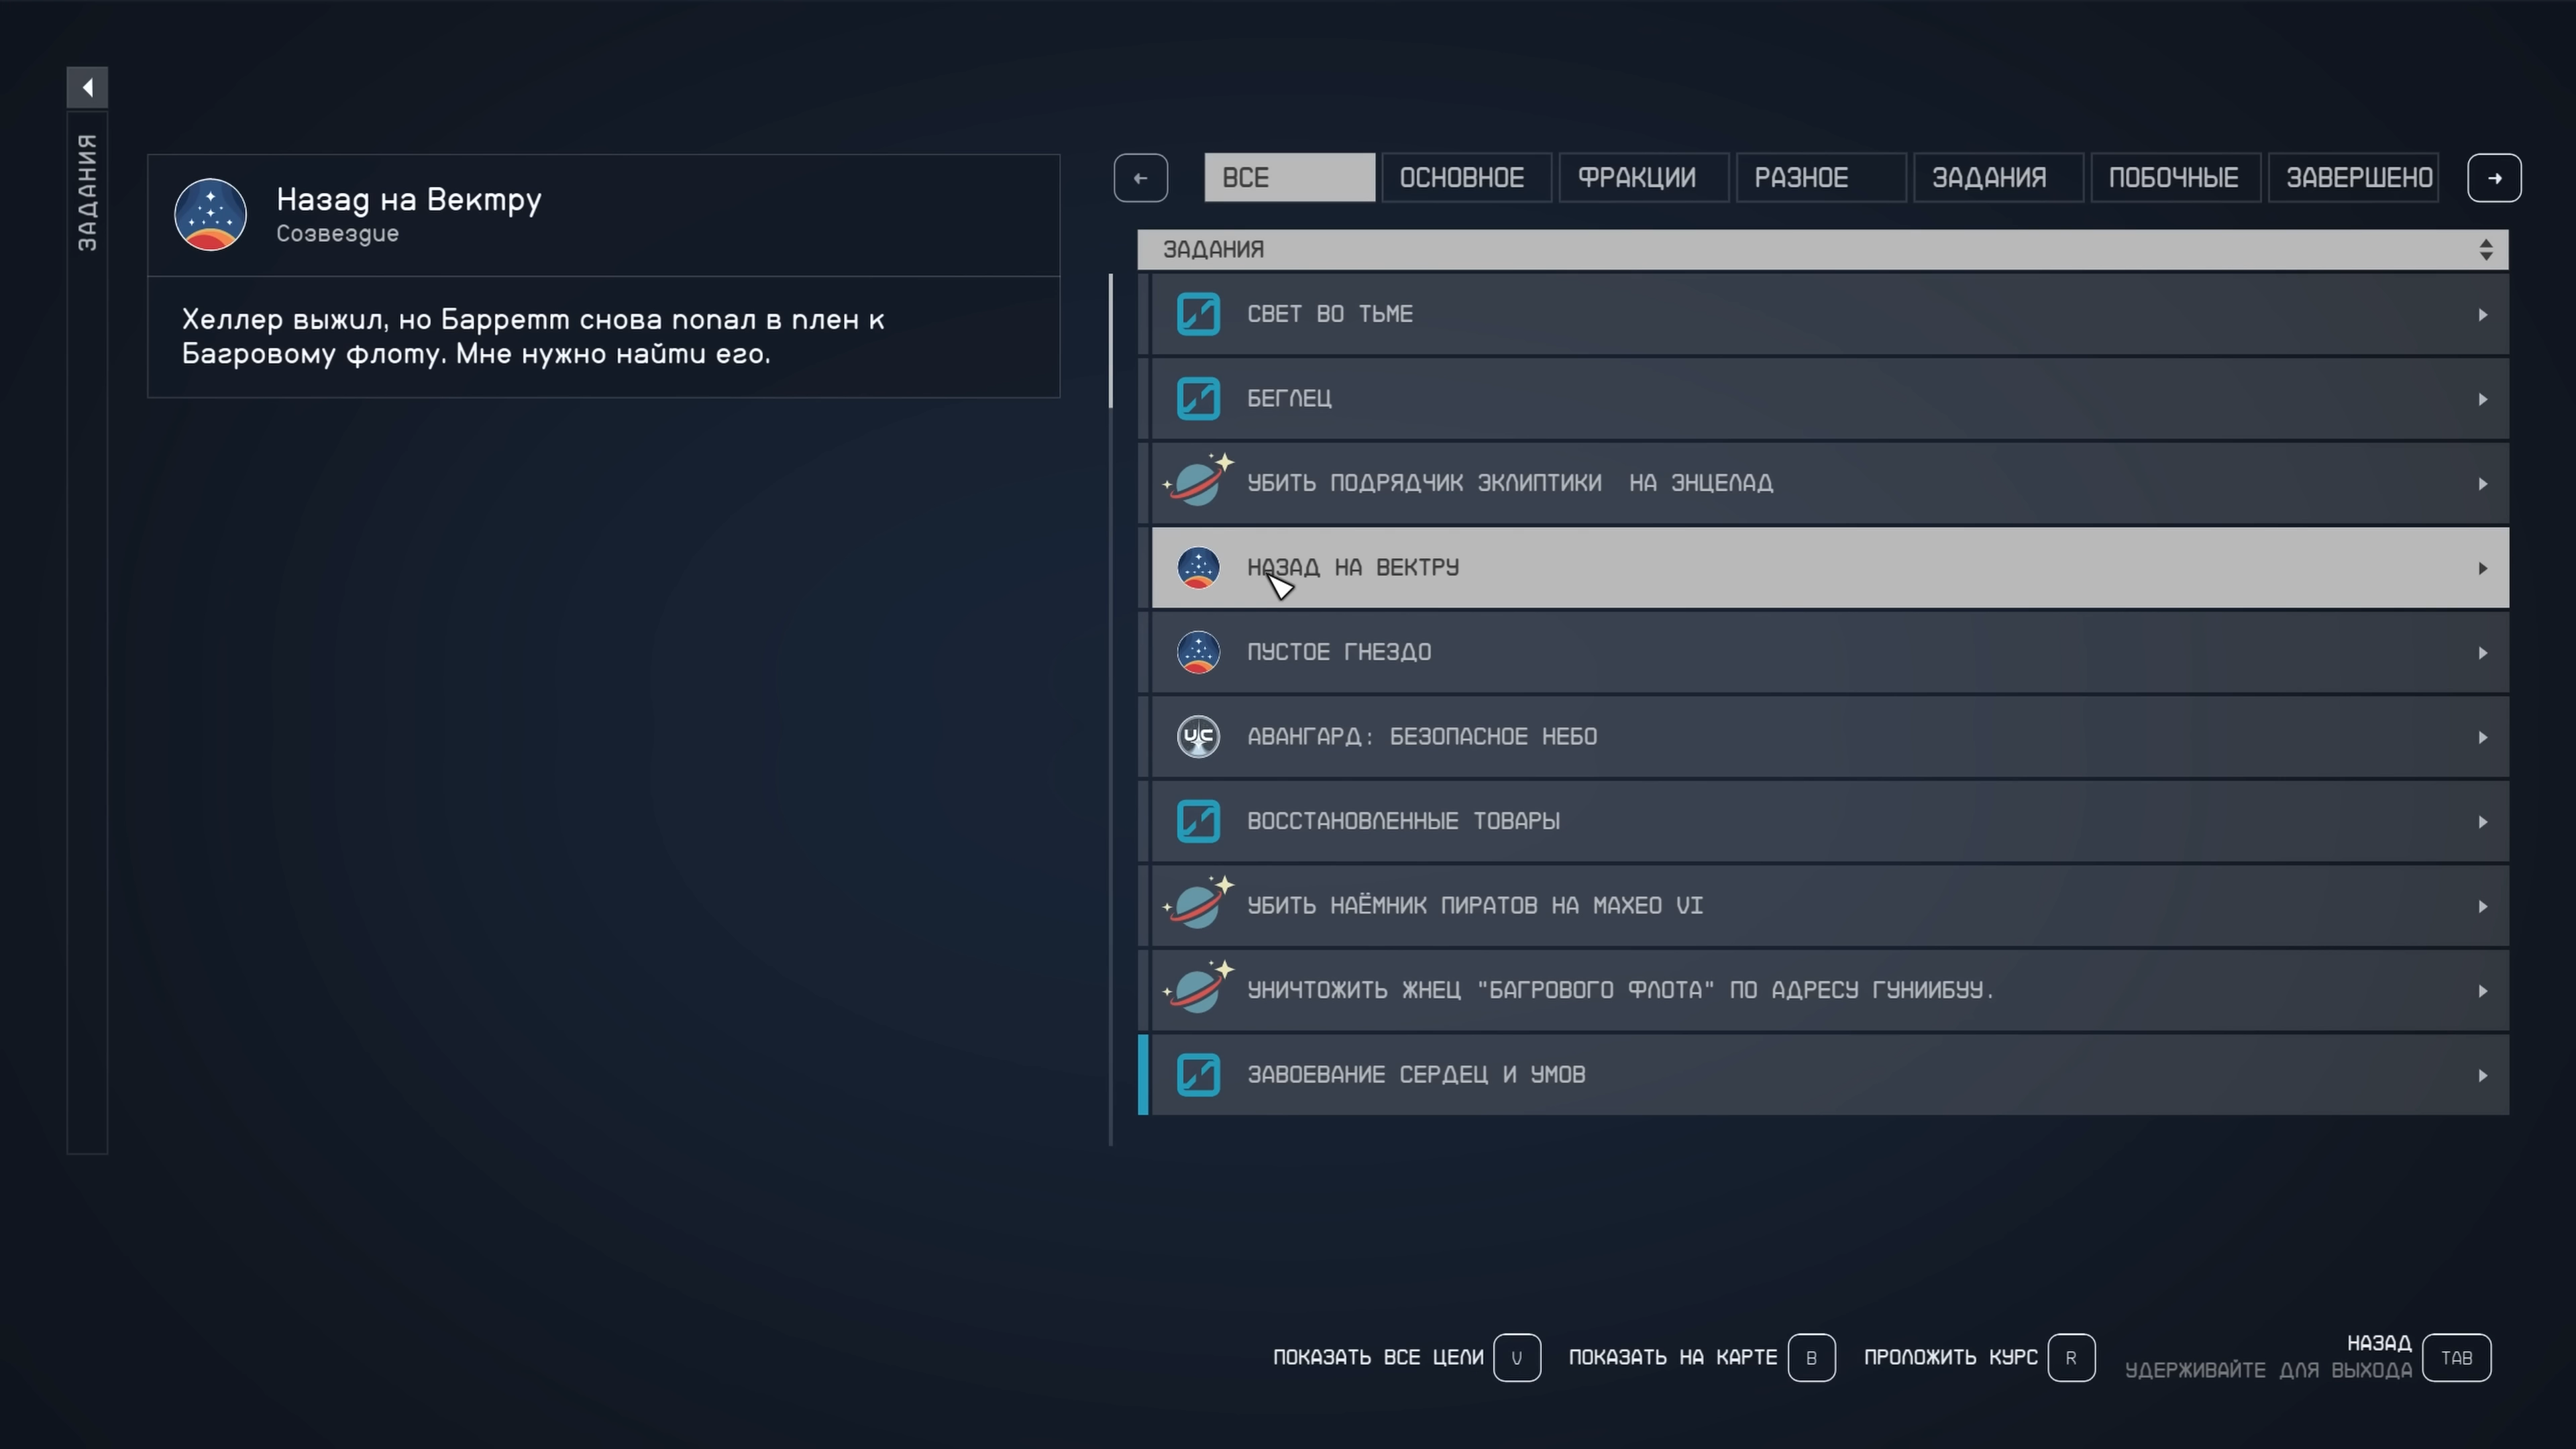 ЗАДАНИЯ
Назад на Вектру
Созвездие
Хеллер выжил, но Барретт снова попал в плен к
Багровому флоту. Мне нужно найти его.
ВСЕ
ОСНОВНОЕ
ФРАКЦИИ
РАЗНОЕ
ЗАДАНИЯ
ПОБОЧНЫЕ
ЗАВЕРШЕНО
ЗАДАНИЯ
СВЕТ ВО ТЬМЕ
БЕГЛЕЦ
УБИТЬ ПОДРЯДЧИК ЭКЛИПТИКИ НА ЭНЦЕЛАД
НАЗАД НА ВЕКТРУ
ПУСТОЕ ГНЕЗДО
UC
АВАНГАРД: БЕЗОПАСНОЕ НЕБО
ВОССТАНОВЛЕННЫЕ ТОВАРЫ
УБИТЬ НАЁМНИК ПИРАТОВ НА МАХЕО VI
УНИЧТОЖИТЬ ЖНЕЦ "БАГРОВОГО ФЛОТА" ПО АДРЕСУ ГУНИИБУУ.
ЗАВОЕВАНИЕ СЕРДЕЦ И УМОВ
ПОКАЗАТЬ ВСЕ ЦЕЛИ V
ПОКАЗАТЬ НА КАРТЕ B
ПРОЛОЖИТЬ КУРС R
НАЗАД
УДЕРЖИВАЙТЕ ДЛЯ ВЫХОДА
TAB